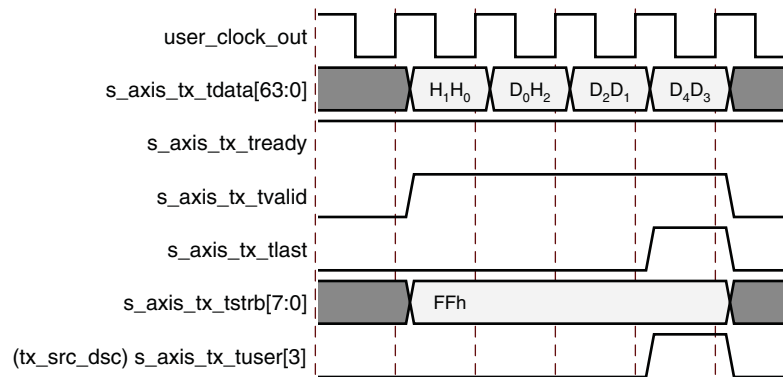 user_clock_out
s_axis_tx_tdata[63:0] H₁H₀ D₀H₂ D₂D₁ D₄D₃
s_axis_tx_tready
s_axis_tx_tvalid
s_axis_tx_tlast
s_axis_tx_tstrb[7:0] FFh
(tx_src_dsc) s_axis_tx_tuser[3]